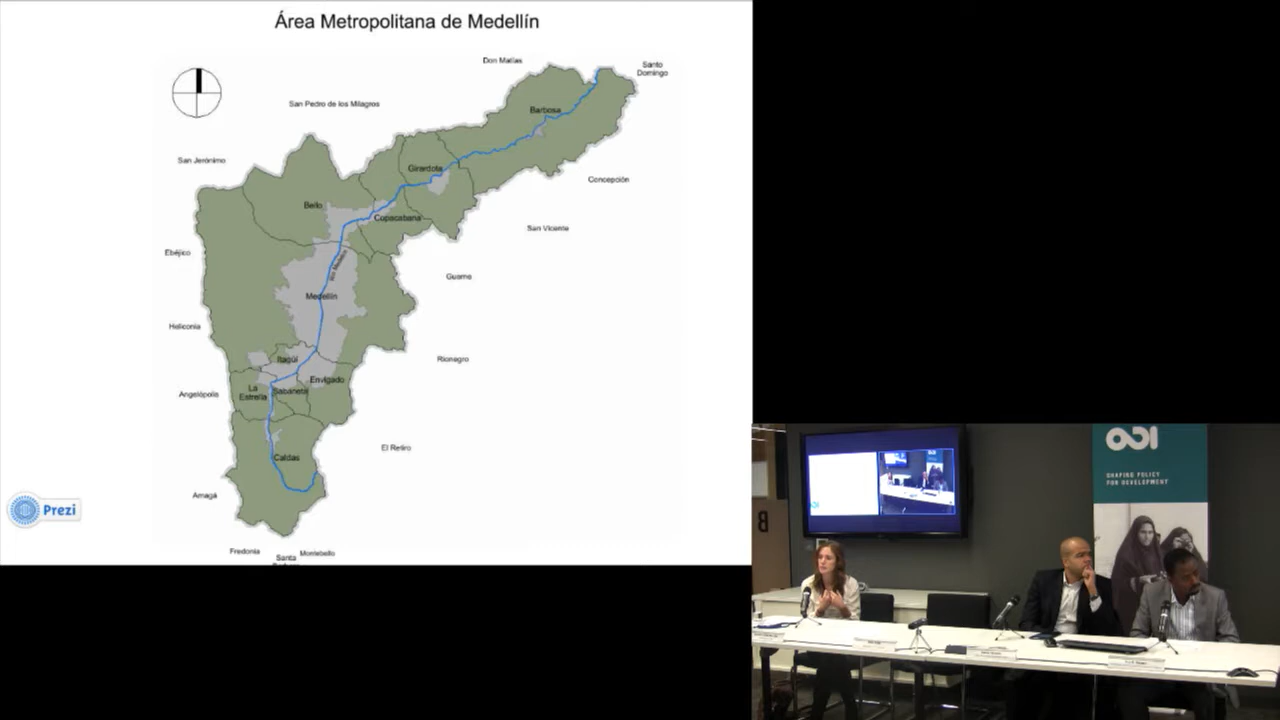 Área Metropolitana de Medellín
Don Matías
Santo
Domingo
San Pedro de los Milagros
Barbosa
San Jerónimo
Girardota
Concepción
Bello
Copacabana
San Vicente
Ebéjico
Guarne
Medellín
Heliconia
Itagüí
Rionegro
Envigado
La
Estrella
Sabaneta
Angelópolis
El Retiro
Caldas
Amagá
Prezi
Fredonia
Montebello
Santa
ODI
SHAPING POLICY
FOR DEVELOPMENT